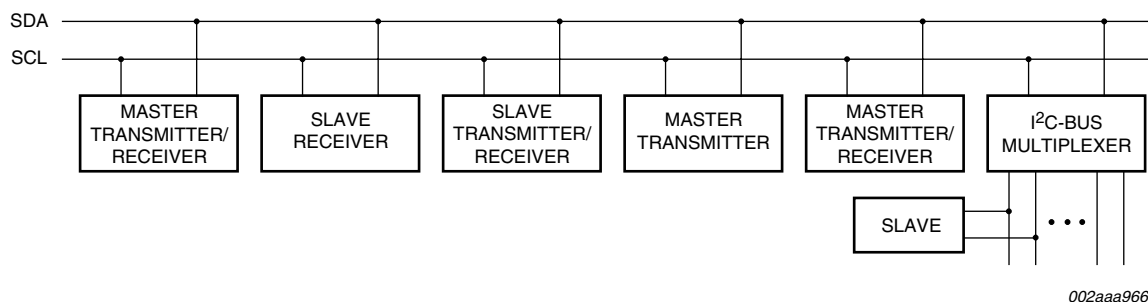 SDA
SCL
MASTER
TRANSMITTER/
RECEIVER
SLAVE
RECEIVER
SLAVE
TRANSMITTER/
RECEIVER
MASTER
TRANSMITTER
MASTER
TRANSMITTER/
RECEIVER
I²C-BUS
MULTIPLEXER
SLAVE
002aaa966